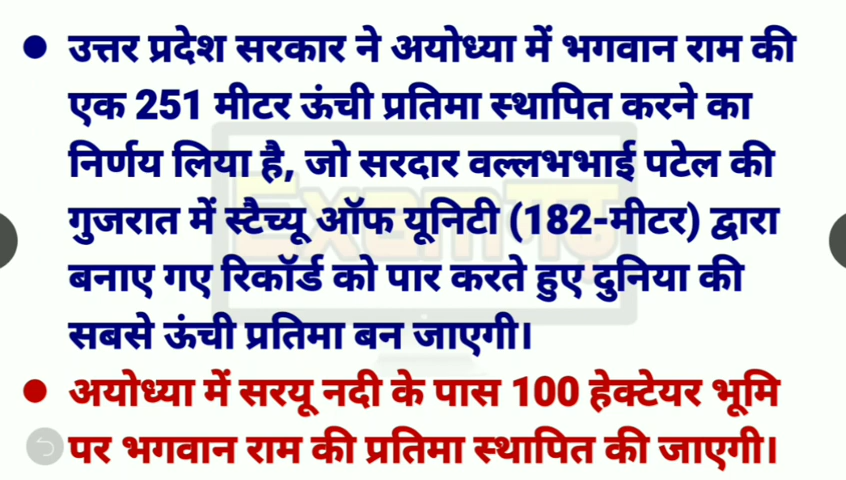 उत्तर प्रदेश सरकार ने अयोध्या में भगवान राम की
एक 251 मीटर ऊंची प्रतिमा स्थापित करने का
निर्णय लिया है, जो सरदार वल्लभभाई पटेल की
गुजरात में स्टैच्यू ऑफ यूनिटी (182-मीटर) द्वारा
बनाए गए रिकॉर्ड को पार करते हुए दुनिया की
सबसे ऊंची प्रतिमा बन जाएगी।
अयोध्या में सरयू नदी के पास 100 हेक्टेयर भूमि
पर भगवान राम की प्रतिमा स्थापित की जाएगी।